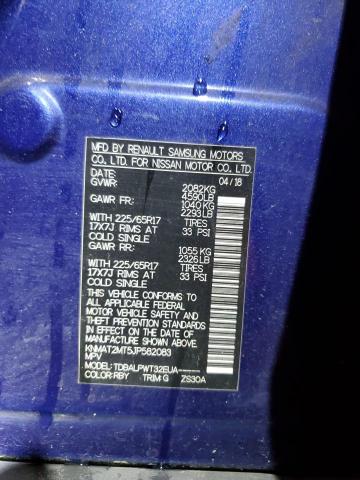 MFD BY RENAULT SAMSUNG MOTORS
CO., LTD. FOR NISSAN MOTOR CO., LTD.
DATE: 04/18
GVWR: 2082KG
4590LB
GAWR FR: 1040KG
2293LB
WITH 225/65R17 TIRES
17X7J RIMS AT 33 PSI
COLD SINGLE
GAWR RR: 1055KG
2326LB
WITH 225/65R17 TIRES
17X7J RIMS AT 33 PSI
COLD SINGLE
THIS VEHICLE CONFORMS TO
ALL APPLICABLE FEDERAL
MOTOR VEHICLE SAFETY
THEFT PREVENTION STANDARDS
IN EFFECT ON THE DATE OF
MANUFACTURE SHOWN ABOVE.
KNMAT2MT5JP562083
MPV
MODEL: TDBALPWT32EUA------
COLOR: RBY TRIM: G ZS30A